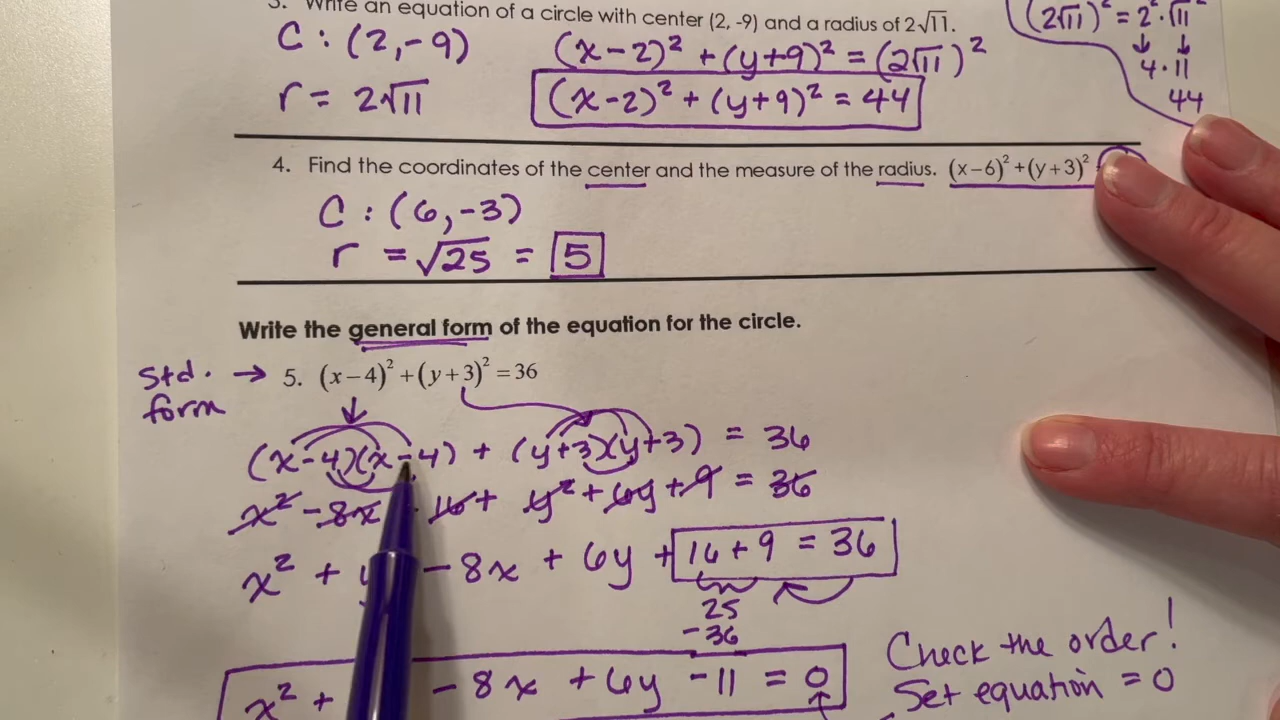 3. Write an equation of a circle with center (2, -9) and a radius of 2√11.
C : (2, -9)
(x-2)² + (y+9)² = (2√11)²
r = 2√11
(x-2)² + (y+9)² = 44
(2√11)² = 2² · √11²
4 · 11
44
4. Find the coordinates of the center and the measure of the radius. (x-6)² + (y+3)²
C : (6, -3)
r = √25 = 5
Write the general form of the equation for the circle.
Std. → 5. (x-4)² + (y+3)² = 36
form
(x-4)(x-4) + (y+3)(y+3) = 36
x² - 8x 16 + y² + 6y + 9 = 36
x² + y - 8x + 6y + 16 + 9 = 36
25
-36
x² + - 8x + 6y - 11 = 0
Check the order!
Set equation = 0